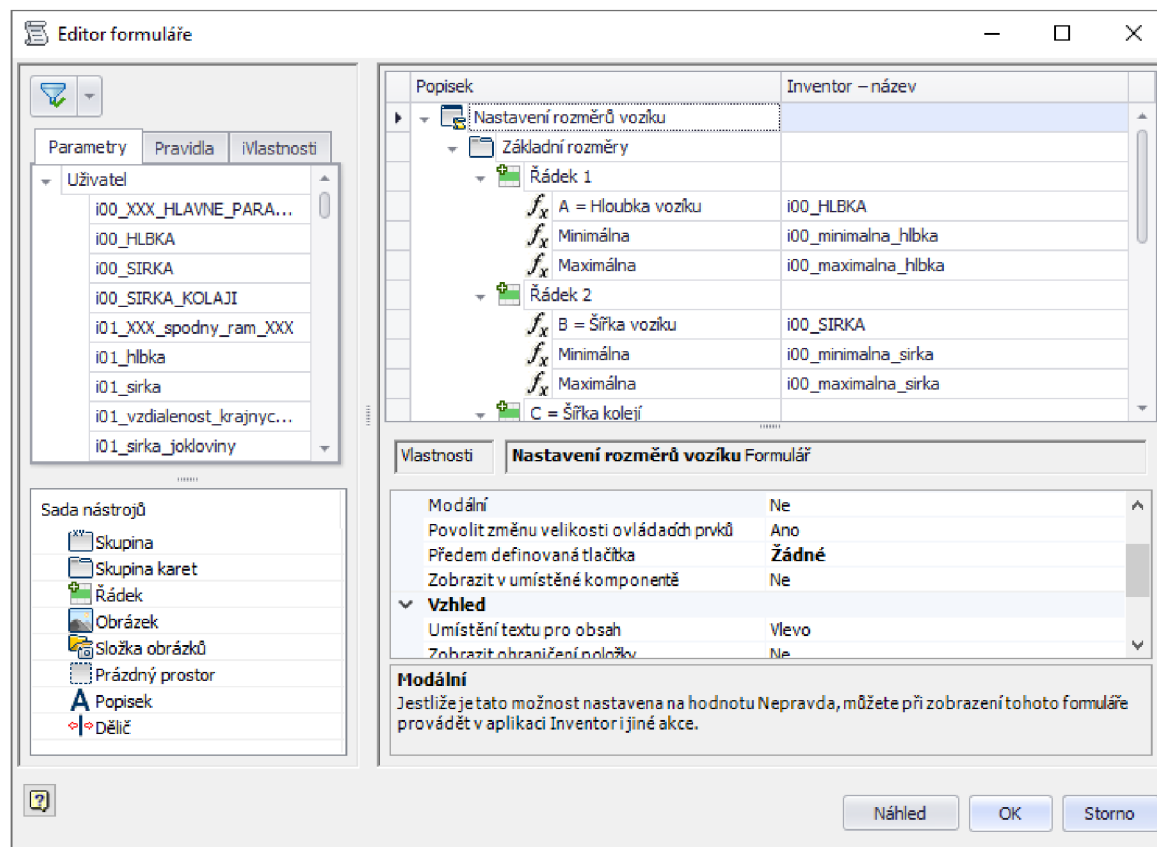 Editor formuláře
Parametry Pravidla iVlastnosti
Uživatel
i00_XXX_HLAVNE_PARA...
i00_HLBKA
i00_SIRKA
i00_SIRKA_KOLAJI
i01_XXX_spodny_ram_XXX
i01_hlbka
i01_sirka
i01_vzdialenost_krajnyc...
i01_sirka_jokloviny
Sada nástrojů
Skupina
Skupina karet
Řádek
Obrázek
Složka obrázků
Prázdný prostor
Popisek
Dělič
Popisek Inventor – název
Nastavení rozměrů vozíku
Základní rozměry
Řádek 1
A = Hloubka vozíku i00_HLBKA
Minimálna i00_minimalna_hlbka
Maximálna i00_maximalna_hlbka
Řádek 2
B = Šířka vozíku i00_SIRKA
Minimálna i00_minimalna_sirka
Maximálna i00_maximalna_sirka
C = Šířka kolejí
Vlastnosti Nastavení rozměrů vozíku Formulář
Modální Ne
Povolit změnu velikosti ovládacích prvků Ano
Předem definovaná tlačítka Žádné
Zobrazit v umístěné komponentě Ne
Vzhled
Umístění textu pro obsah Vlevo
Zobrazit ohraničení položky Ne
Modální
Jestliže je tato možnost nastavena na hodnotu Nepravda, můžete při zobrazení tohoto formuláře
provádět v aplikaci Inventor i jiné akce.
Náhled OK Storno